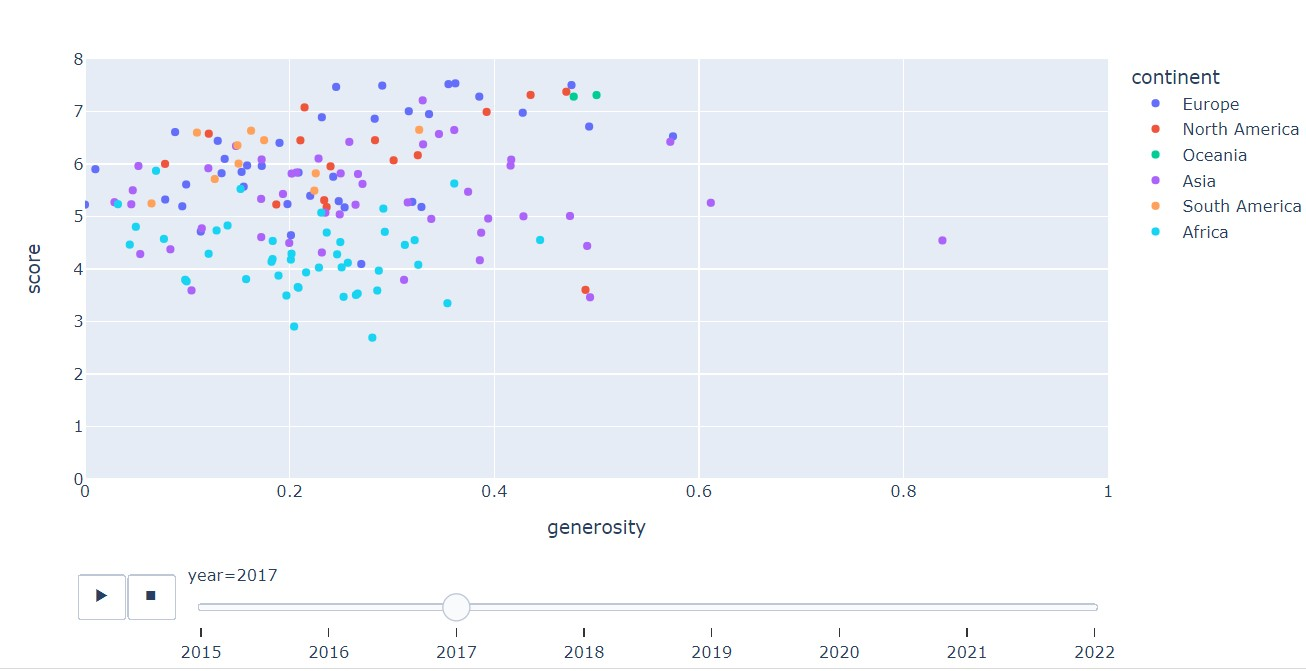 8
7
6
5
4
3
2
1
0
score
0 0.2 0.4 0.6 0.8 1
generosity
continent
Europe
North America
Oceania
Asia
South America
Africa
year=2017
2015 2016 2017 2018 2019 2020 2021 2022